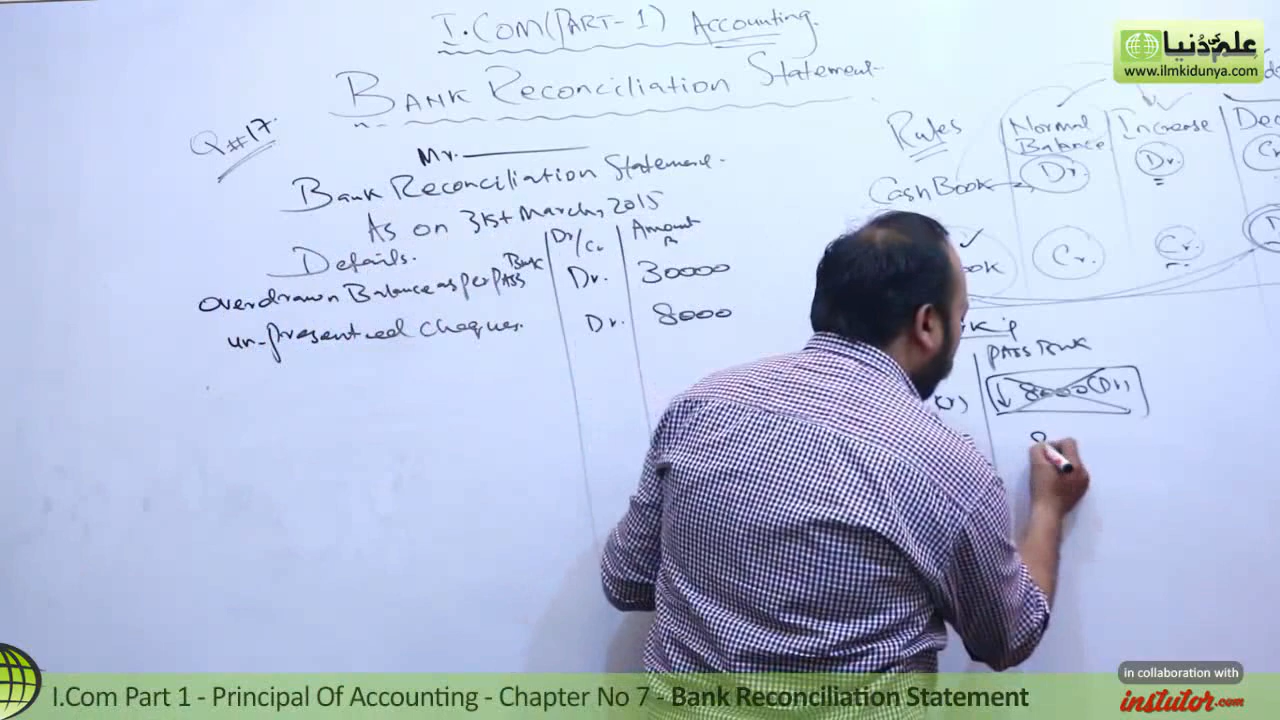 I.COM(PART-1) Accounting.
BANK Reconciliation Statement.
Q#17.
Mr.
Bank Reconciliation Statement.
As on 31st March, 2015
Details. Dr/Cr Amount
Overdrawn Balance as per Bank PASS Dr. 30000
un-presented cheques. Dr. 8000
Rules Normal Balance Increase
Cash Book Dr. Dr.
Cr. Cr.
PASS
8000(Dr)
8
علم کی دنیا
www.ilmkidunya.com
in collaboration with
instutor.com
I.Com Part 1 - Principal Of Accounting - Chapter No 7 - Bank Reconciliation Statement